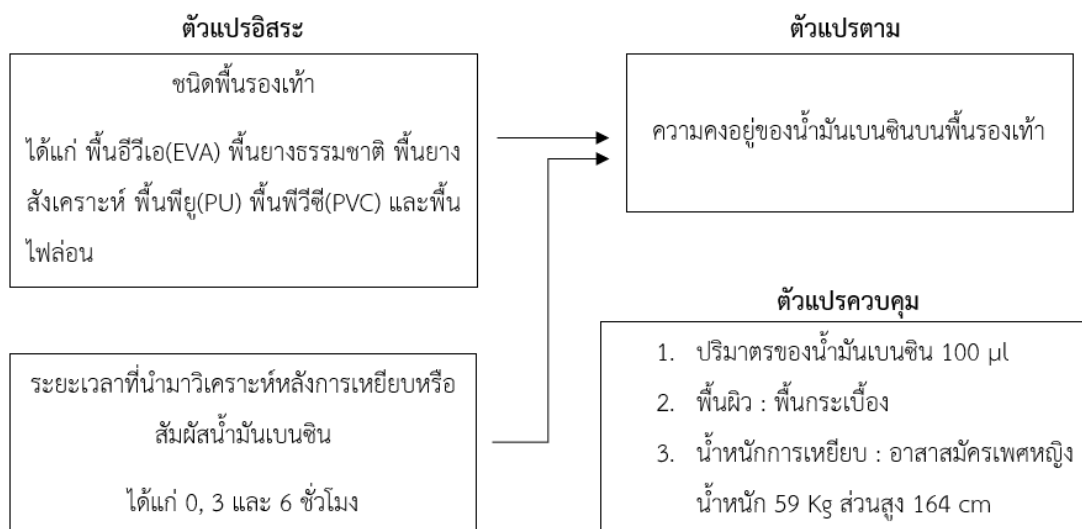 ตัวแปรอิสระ
ชนิดพื้นรองเท้า
ได้แก่ พื้นอีวีเอ(EVA) พื้นยางธรรมชาติ พื้นยาง
สังเคราะห์ พื้นพียู(PU) พื้นพีวีซี(PVC) และพื้น
ไฟล่อน
ระยะเวลาที่นำมาวิเคราะห์หลังการเหยียบหรือ
สัมผัสน้ำมันเบนซิน
ได้แก่ 0, 3 และ 6 ชั่วโมง
ตัวแปรตาม
ความคงอยู่ของน้ำมันเบนซินบนพื้นรองเท้า
ตัวแปรควบคุม
1. ปริมาตรของน้ำมันเบนซิน 100 µl
2. พื้นผิว : พื้นกระเบื้อง
3. น้ำหนักการเหยียบ : อาสาสมัครเพศหญิง
น้ำหนัก 59 Kg ส่วนสูง 164 cm